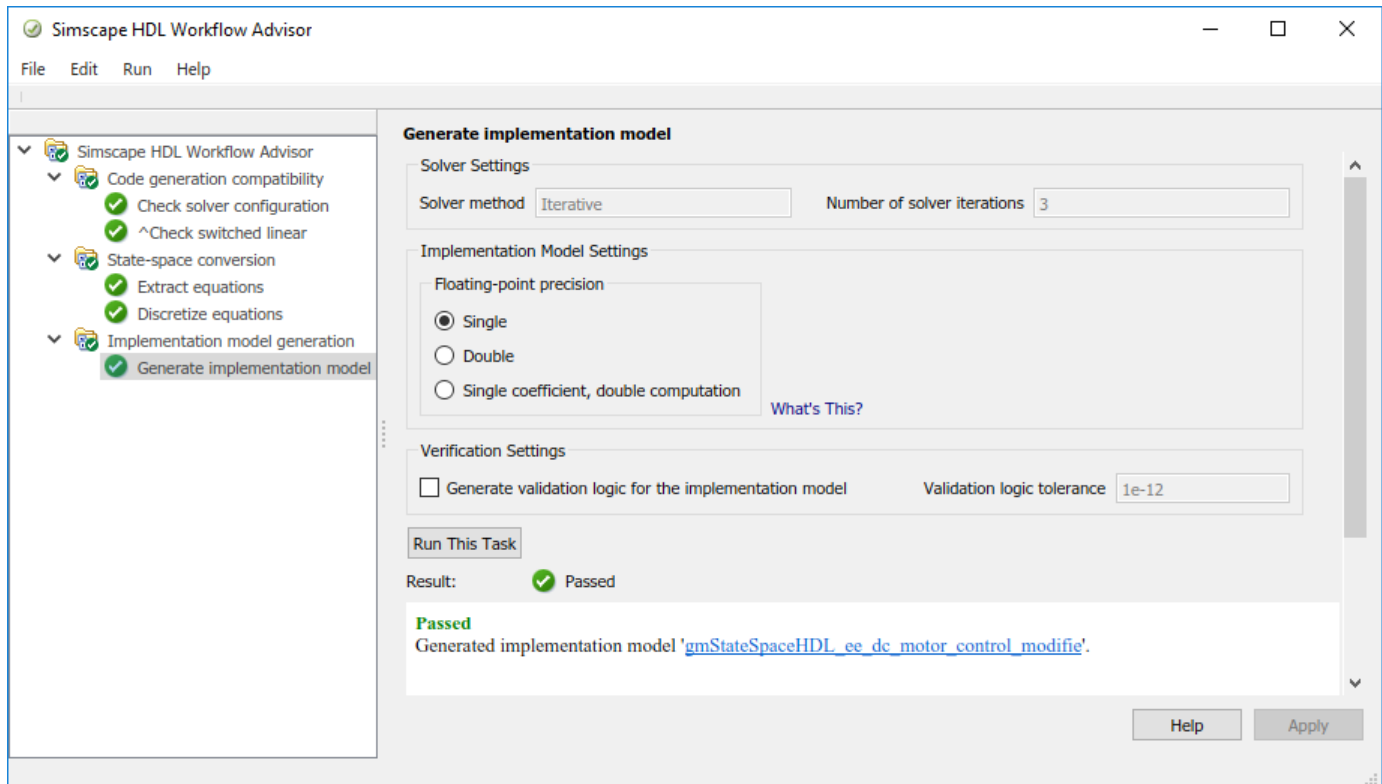 Simscape HDL Workflow Advisor
File Edit Run Help
Simscape HDL Workflow Advisor
Code generation compatibility
Check solver configuration
^Check switched linear
State-space conversion
Extract equations
Discretize equations
Implementation model generation
Generate implementation model
Generate implementation model
Solver Settings
Solver method Iterative Number of solver iterations 3
Implementation Model Settings
Floating-point precision
Single
Double
Single coefficient, double computation
What's This?
Verification Settings
Generate validation logic for the implementation model Validation logic tolerance 1e-12
Run This Task
Result: Passed
Passed
Generated implementation model 'gmStateSpaceHDL_ee_dc_motor_control_modifie'.
Help Apply